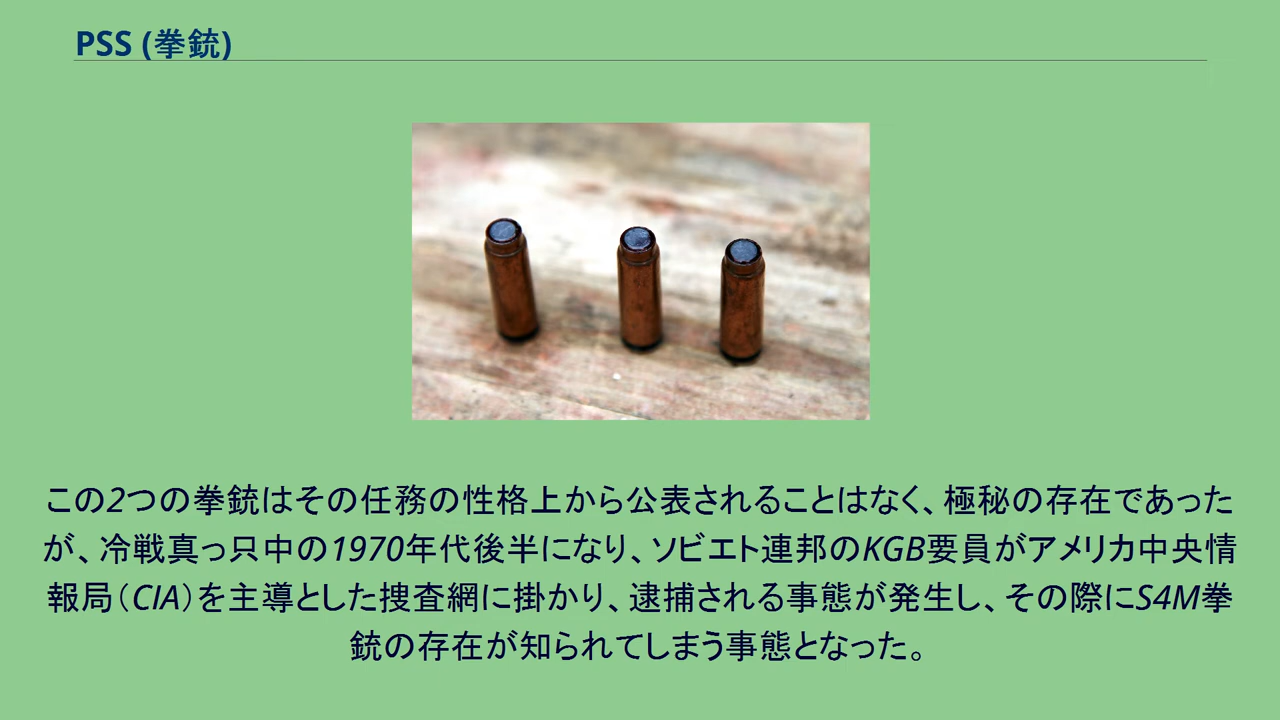 PSS (拳銃)
この2つの拳銃はその任務の性格上から公表されることはなく、極秘の存在であった
が、冷戦真っ只中の1970年代後半になり、ソビエト連邦のKGB要員がアメリカ中央情
報局（CIA）を主導とした捜査網に掛かり、逮捕される事態が発生し、その際にS4M拳
銃の存在が知られてしまう事態となった。